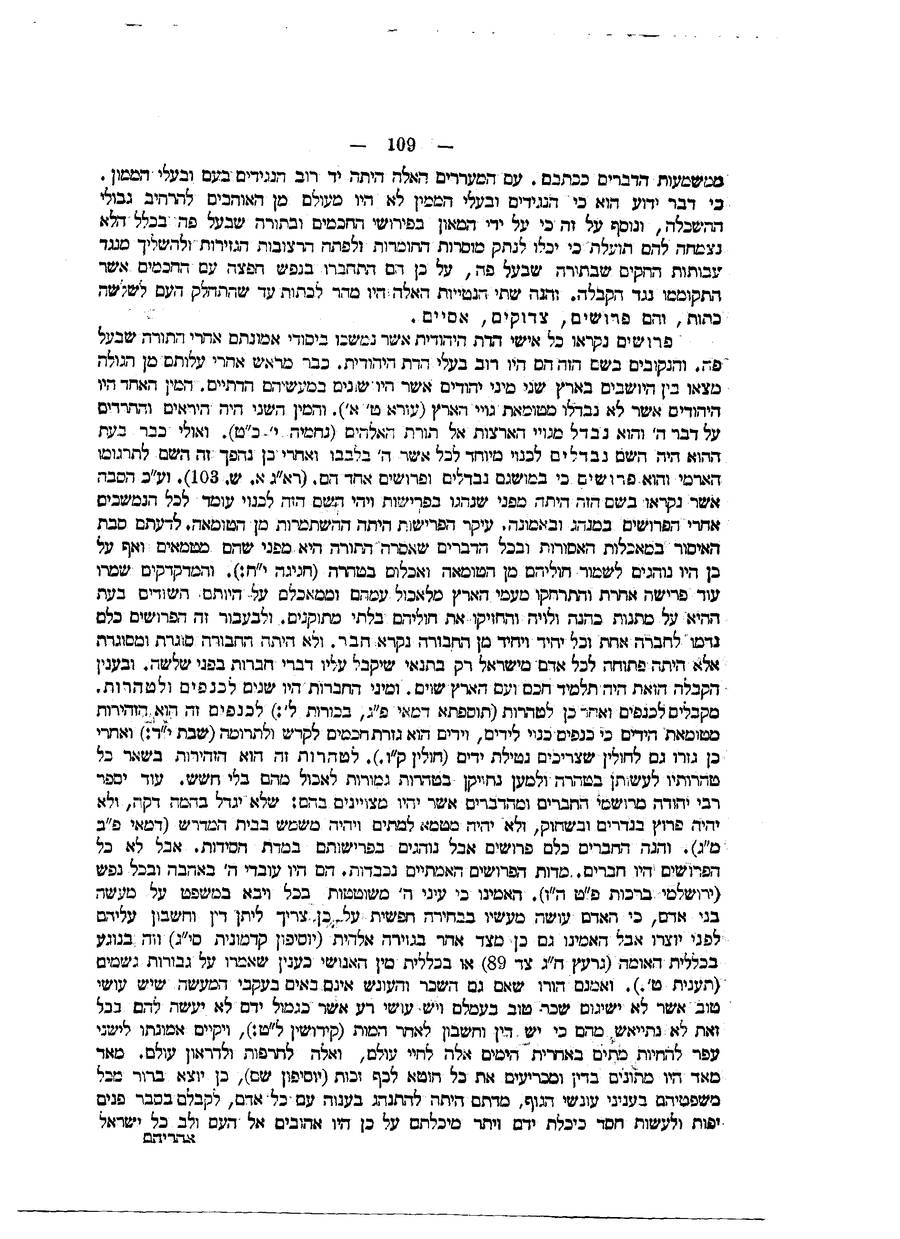 — 109 —
ממשמעות הדברים ככתבם. עם המערערים האלה היתה יד רוב הנגידים בעם ובעלי הממון.
כי דבר ידוע הוא כי הנגידים ובעלי הממון לא היו מעולם מן האוהבים להרחיב גבולי
ההשכלה, ונוסף על זה כי על ידי המאון בפירושי החכמים ובתורה שבעל פה בכלל הלא
נצמחה להם תועלת כי יכלו לנתק מוסרות החומרות ולפתח הרצובות הגזירות ולהשליך מנגד
עבותות החקים שבתורה שבעל פה, על כן הם התחברו בנפש חפצה עם החכמים אשר
התקוממו נגד הקבלה. והנה שתי הנטייות האלה היו מהר לכתות עד שהתחלק העם לשלשה
כתות, והם פרושים, צדוקים, אסיים.
פרושים נקראו כל אישי הדת היהודית אשר נמשכו ביסודי אמונתם אחרי התורה שבעל
פה. והנקובים בשם הזה הם היו רוב בעלי הדת היהודית. כבר מראש אחרי עלותם מן הגולה
מצאו בין היושבים בארץ שני מיני יהודים אשר היו שונים במעשיהם הדתיים. המין האחד היו
היהודים אשר לא נבדלו מטומאת גויי הארץ (עזרא ט' א'). והמין השני היה היראים והחרדים
על דבר ה' והוא נבדל מגויי הארצות אל תורת האלהים (נחמיה י' כ"ט). ואולי כבר בעת
ההוא היה השם נבדלים לכנוי מיוחד לכל אשר ה' בלבבו ואחרי כן נהפך זה השם לתרגומו
הארמי והוא פרושים כי במושגם נבדלים ופרושים אחד הם. (רא"ג א. ש. 103). וע"כ הסבה
אשר נקראו בשם הזה היתה מפני שנהגו בפרישות ויהי השם הזה לכנוי עומד לכל הנמשכים
אחרי הפרושים במנהג ובאמונה. עיקר הפרישות היתה ההשתמרות מן הטומאה. לדעתם סבת
האיסור במאכלות האסורות ובכל הדברים שאסרה התורה היא מפני שהם מטמאים ואף על
כן היו נוהגים לשמור חוליהם מן הטומאה ואכלום בטהרה (חגיגה י"ח:). והמדקדקים שמרו
עוד פרישה אחרת והתרחקו מעמי הארץ מלאכול עמהם וממאכלם על היותם חשודים בעת
ההיא על מתנות כהנה ולויה והחזיקו את חוליהם בלתי מתוקנים. ולבעבור זה הפרושים כלם
נדמו לחברה אחת וכל יחיד ויחיד מן החבורה נקרא חבר. ולא היתה החבורה סוגרת ומסוגרת
אלא היתה פתוחה לכל אדם מישראל רק בתנאי שיקבל עליו דברי חברות בפני שלשה. ובענין
הקבלה הזאת היה תלמיד חכם ועם הארץ שוים. ומיני החברות היו שנים לכנפים ולטהרות.
מקבלים לכנפים ואחר כן לטהרות (תוספתא דמאי פ"ג, בכורות ל':) לכנפים זה הוא הזהירות
מטומאת הידים כי כנפים כנוי לידים, וידים הוא גזרת חכמים לקדש ולתרומה (שבת י"ד:) ואחרי
כן גזרו גם לחולין שצריכים נטילת ידים (חולין ק"ו.). לטהרות זה הוא הזהירות בשאר כל
טהרותיו לעשותן בטהרה ולמען נחזיקן בטהרות גמורות לאכול מהם בלי חשש. עוד יספר
רבי יהודה מרושמי החברים ומהדברים אשר יהיו מצויינים בהם: שלא יגדל בהמה דקה, ולא
יהיה פרוץ בנדרים ובשחוק, ולא יהיה מטמא למתים ויהיה משמש בבית המדרש (דמאי פ"ב
מ"ג). והנה החברים כלם פרושים אבל נוהגים בפרישותם במדת חסידות. אבל לא כל
הפרושים היו חברים. מדות הפרושים האמתיים נכבדות. הם היו עובדי ה' באהבה ובכל נפש
(ירושלמי ברכות פ"ט ה"ז). האמינו כי עיני ה' משוטטות בכל ויבא במשפט על מעשה
בני אדם, כי האדם עושה מעשיו בבחירה חפשית על כן צריך ליתן דין וחשבון עליהם
לפני יוצרו אבל האמינו גם כן מצד אחר בגזירה אלהית (יוסיפון קדמונית סי"ג) וזה בנוגע
בכללית האומה (גרעץ ח"ג צד 89) או בכללית מין האנושי כענין שאמרו על גבורות גשמים
(תענית ט'.). ואמנם הורו שאם גם השכר והעונש אינם באים בעקבי המעשה שיש עושי
טוב אשר לא ישיגום שכר טוב בעמלם ויש עושי רע אשר כגמול ידם לא יעשה להם בכל
זאת לא נתייאש מהם כי יש דין וחשבון לאחר המות (קידושין ל"ט:), ויקיים אמונתו לישני
עפר להחיות מתים באחרית הימים אלה לחיי עולם, ואלה לחרפות ולדראון עולם. מאד
מאד היו מתונים בדין ומכריעים את כל חוטא לכף זכות (יוסיפון שם), כן יוצא ברור מכל
משפטיהם בעניני עונשי הגוף, מדתם היתה להתנהג בענוה עם כל אדם, לקבלם בסבר פנים
יפות ולעשות חסד כיכלת ידם ויתר מיכלתם על כן היו אהובים אל העם ולב כל ישראל
אחריהם